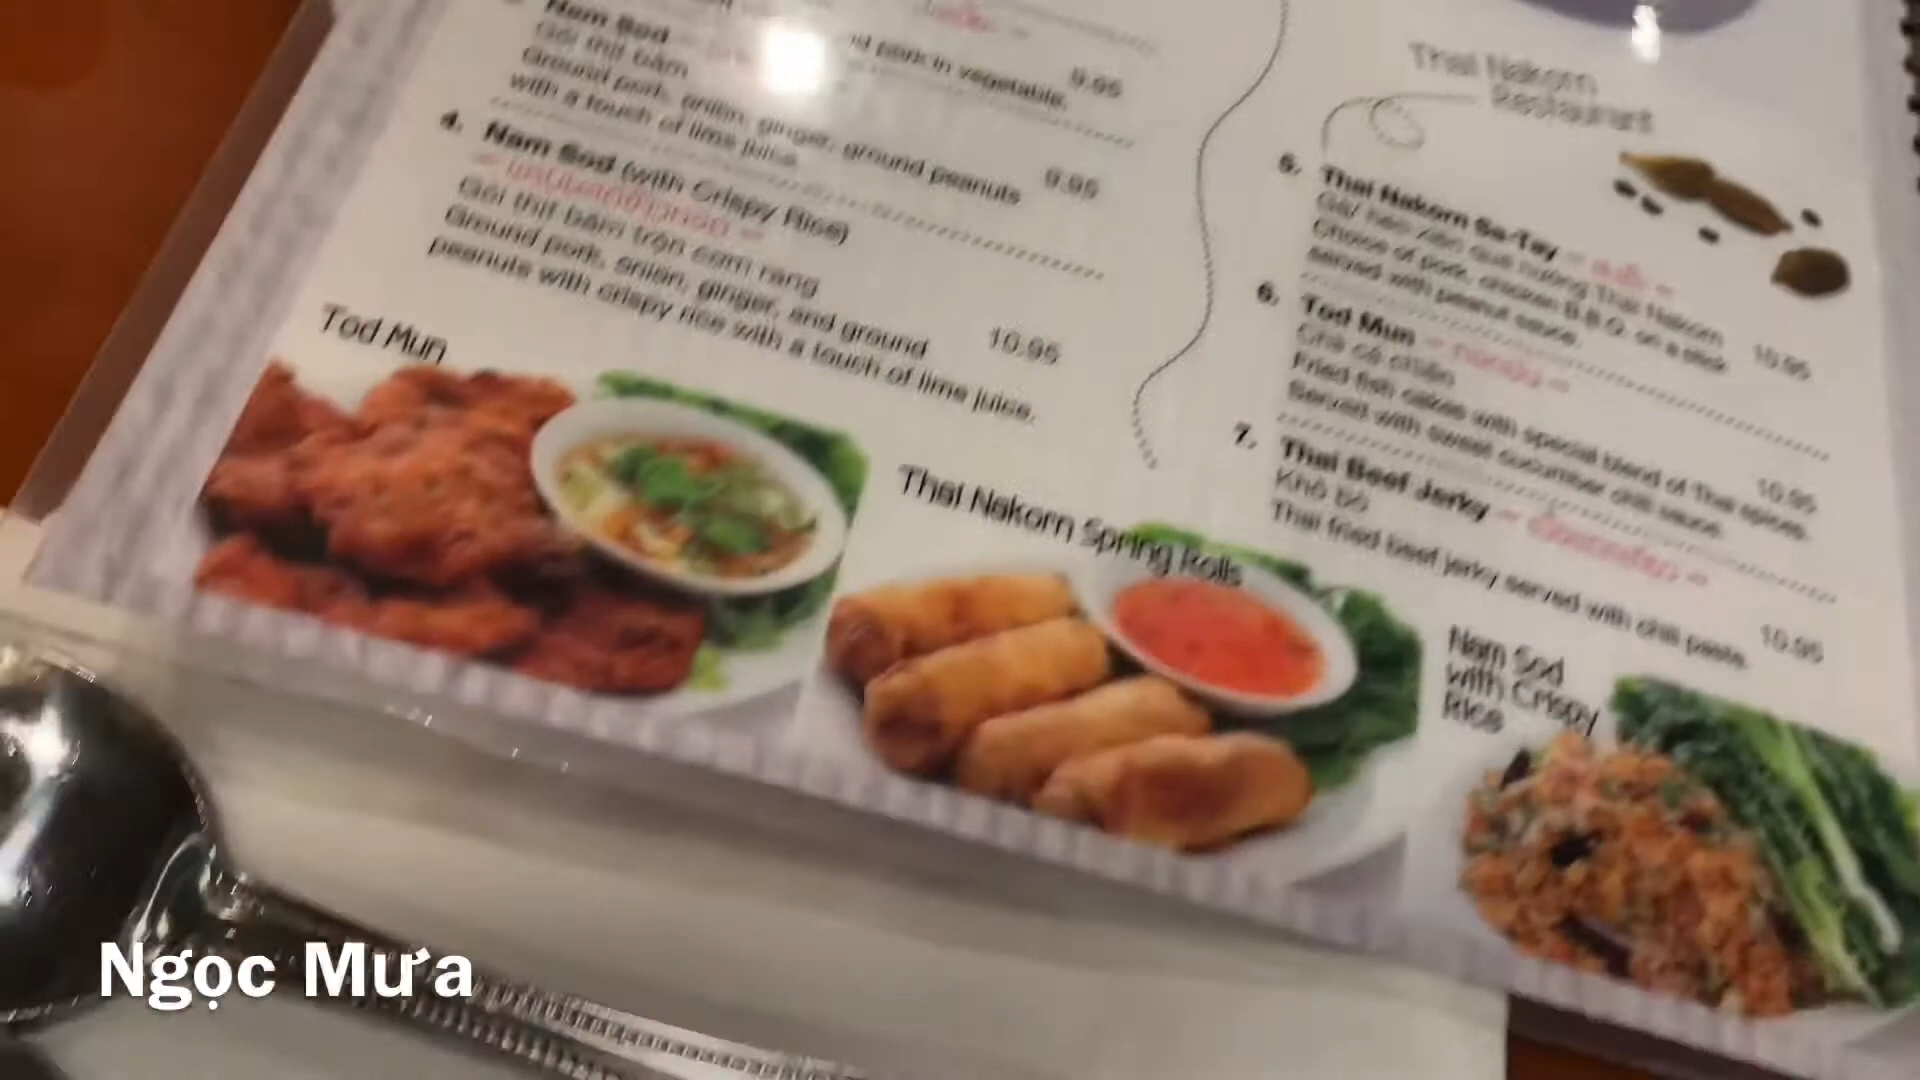 Nam Sod
Gỏi thịt bằm
Ground pork, onion, ginger, ground peanuts
with a touch of lime juice.
pork in vegetable. 9.95
9.95
4. Nam Sod (with Crispy Rice)
Gỏi thịt bằm trộn cơm rang
Ground pork, onion, ginger, and ground
peanuts with crispy rice with a touch of lime juice.
10.95
Tod Mun
Thai Nakorn Spring Rolls
Thai Nakorn
Restaurant
5. Thai Nakorn Sa-Tay
Choice of pork, chicken B.B.Q. on a stick
served with peanut sauce.
10.95
6. Tod Mun
Chả cá chiên
Fried fish cakes with special blend of Thai spices.
Served with sweet cucumber chili sauce.
10.95
7. Thai Beef Jerky
Khô bò
Thai fried beef jerky served with chili paste.
10.95
Nam Sod
with Crispy
Rice
Ngọc Mưa